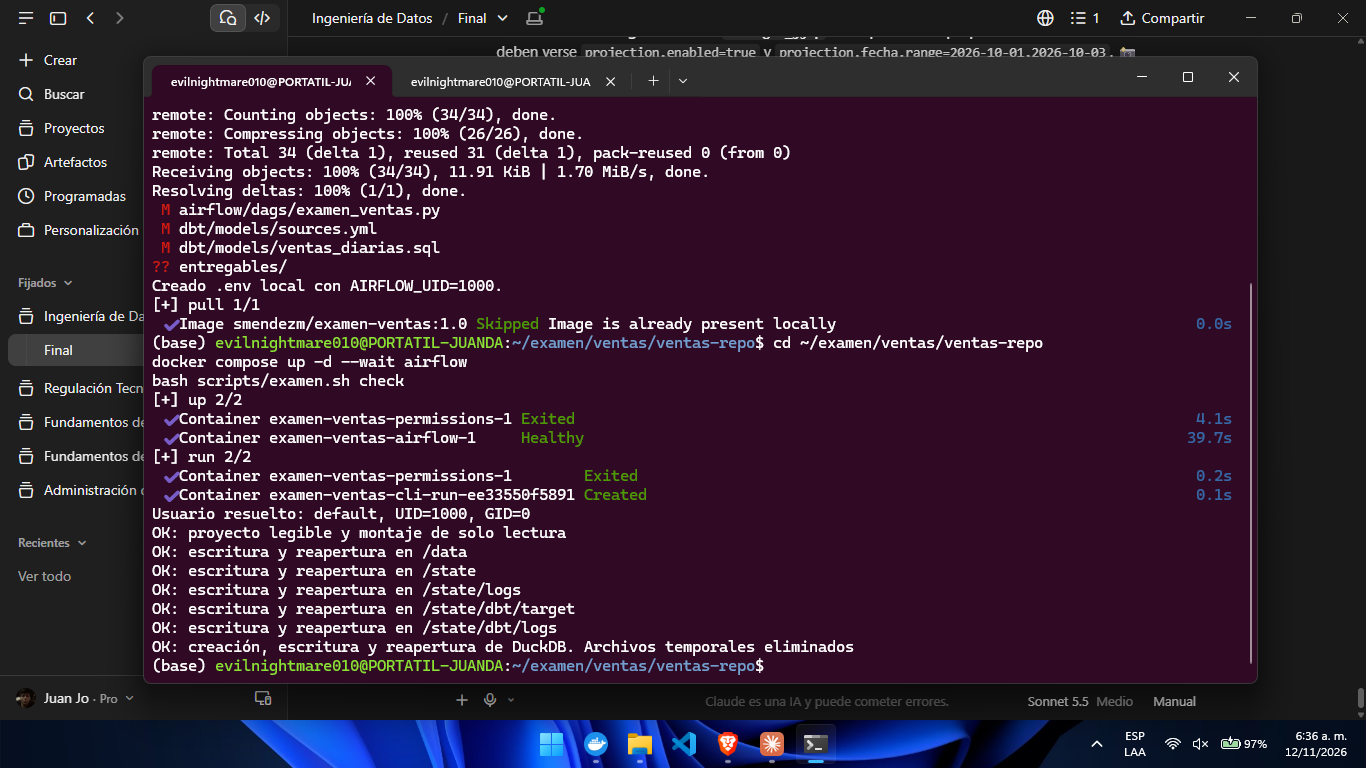 Ingeniería de Datos / Final
1
Compartir
deben verse projection.enabled=true y projection.fecha.range=2026-10-01,2026-10-03.
Crear
Buscar
Proyectos
Artefactos
Programadas
Personalización
Fijados
Ingeniería de Da
Final
Regulación Tecn
Fundamentos de
Fundamentos de
Administración
Recientes
Ver todo
Juan Jo · Pro
evilnightmare010@PORTATIL-JUA
evilnightmare010@PORTATIL-JUA
remote: Counting objects: 100% (34/34), done.
remote: Compressing objects: 100% (26/26), done.
remote: Total 34 (delta 1), reused 31 (delta 1), pack-reused 0 (from 0)
Receiving objects: 100% (34/34), 11.91 KiB | 1.70 MiB/s, done.
Resolving deltas: 100% (1/1), done.
M airflow/dags/examen_ventas.py
M dbt/models/sources.yml
M dbt/models/ventas_diarias.sql
?? entregables/
Creado .env local con AIRFLOW_UID=1000.
[+] pull 1/1
✔Image smendezm/examen-ventas:1.0 Skipped Image is already present locally 0.0s
(base) evilnightmare010@PORTATIL-JUANDA:~/examen/ventas/ventas-repo$ cd ~/examen/ventas/ventas-repo
docker compose up -d --wait airflow
bash scripts/examen.sh check
[+] up 2/2
✔Container examen-ventas-permissions-1 Exited 4.1s
✔Container examen-ventas-airflow-1 Healthy 39.7s
[+] run 2/2
✔Container examen-ventas-permissions-1 Exited 0.2s
✔Container examen-ventas-cli-run-ee33550f5891 Created 0.1s
Usuario resuelto: default, UID=1000, GID=0
OK: proyecto legible y montaje de solo lectura
OK: escritura y reapertura en /data
OK: escritura y reapertura en /state
OK: escritura y reapertura en /state/logs
OK: escritura y reapertura en /state/dbt/target
OK: escritura y reapertura en /state/dbt/logs
OK: creación, escritura y reapertura de DuckDB. Archivos temporales eliminados
(base) evilnightmare010@PORTATIL-JUANDA:~/examen/ventas/ventas-repo$
Claude es una IA y puede cometer errores.
Sonnet 5.5 Medio Manual
ESP
LAA
97%
6:36 a. m.
12/11/2026